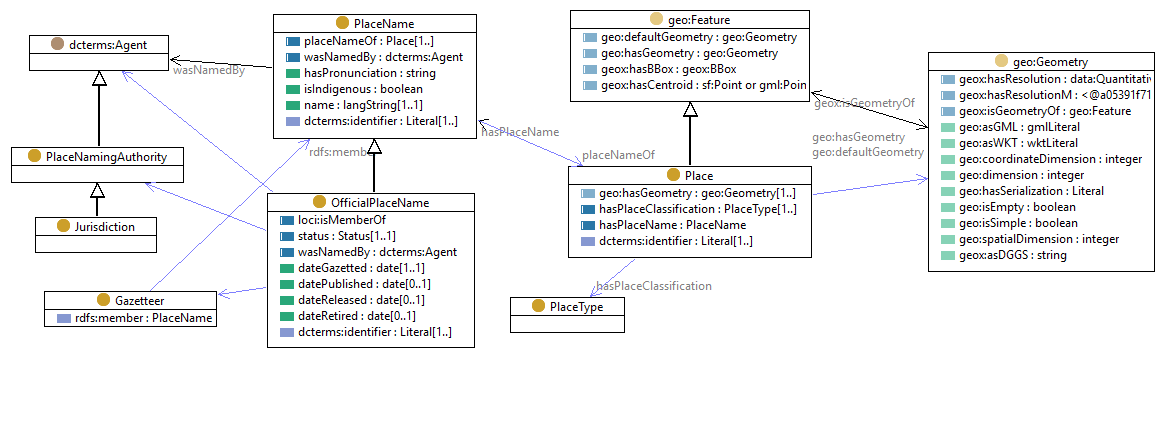 dcterms:Agent
wasNamedBy
PlaceName
placeNameOf : Place[1..]
wasNamedBy : dcterms:Agent
hasPronunciation : string
isIndigenous : boolean
name : langString[1..1]
dcterms:identifier : Literal[1..]
geo:Feature
geo:defaultGeometry : geo:Geometry
geo:hasGeometry : geo:Geometry
geox:hasBBox : geox:BBox
geox:hasCentroid : sf:Point or gml:Poin
geox:isGeometryOf
geo:Geometry
geo:hasResolution : data:Quantitativ
geox:hasResolutionM : <@a05391f71
geox:isGeometryOf : geo:Feature
geo:asGML : gmlLiteral
geo:asWKT : wktLiteral
geo:coordinateDimension : integer
geo:dimension : integer
geo:hasSerialization : Literal
geo:isEmpty : boolean
geo:isSimple : boolean
geo:spatialDimension : integer
geox:asDGGS : string
hasPlaceName
placeNameOf
geo:hasGeometry
geo:defaultGeometry
rdfs:memb
PlaceNamingAuthority
Jurisdiction
OfficialPlaceName
loci:isMemberOf
status : Status[1..1]
wasNamedBy : dcterms:Agent
dateGazetted : date[1..1]
datePublished : date[0..1]
dateReleased : date[0..1]
dateRetired : date[0..1]
dcterms:identifier : Literal[1..]
Place
geo:hasGeometry : geo:Geometry[1..]
hasPlaceClassification : PlaceType[1..]
hasPlaceName : PlaceName
dcterms:identifier : Literal[1..]
hasPlaceClassification
PlaceType
Gazetteer
rdfs:member : PlaceName